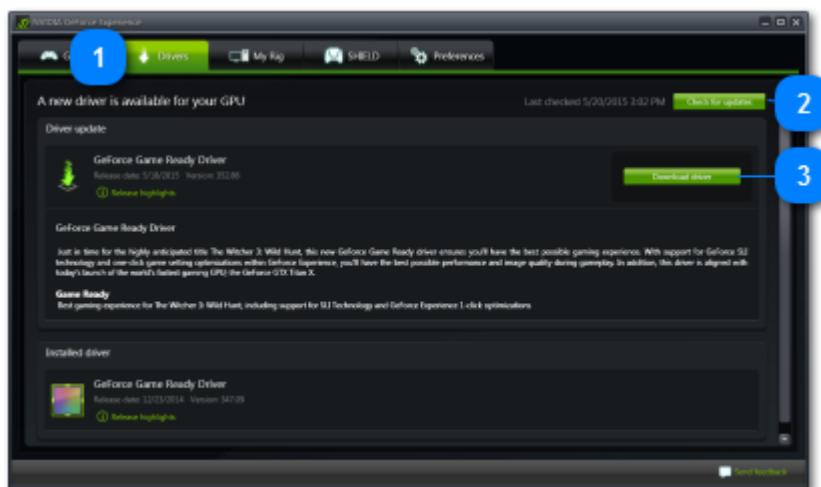 NVIDIA GeForce Experience
G
1
Drivers
My Rig
SHIELD
Preferences
A new driver is available for your GPU
Last checked 5/20/2015 3:02 PM
Check for updates
2
Driver update
GeForce Game Ready Driver
Release date: 5/18/2015 Version: 352.86
Release highlights
Download driver
3
GeForce Game Ready Driver
Just in time for the highly anticipated title The Witcher 3: Wild Hunt, this new GeForce Game Ready driver ensures you'll have the best possible gaming experience. With support for GeForce SLI
technology and one-click game setting optimizations within GeForce Experience, you'll have the best possible performance and image quality during gameplay. In addition, this driver is aligned with
today's launch of the world's fastest gaming GPU, the GeForce GTX Titan X.
Game Ready
Best gaming experience for The Witcher 3: Wild Hunt, including support for SLI Technology and GeForce Experience 1-click optimizations
Installed driver
GeForce Game Ready Driver
Release date: 12/23/2014 Version: 347.09
Release highlights
Send feedback